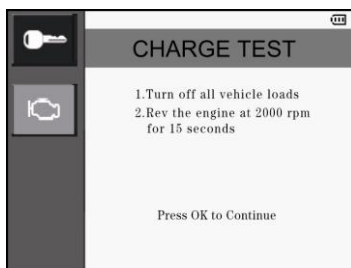 CHARGE TEST
1.Turn off all vehicle loads
2.Rev the engine at 2000 rpm
for 15 seconds
Press OK to Continue